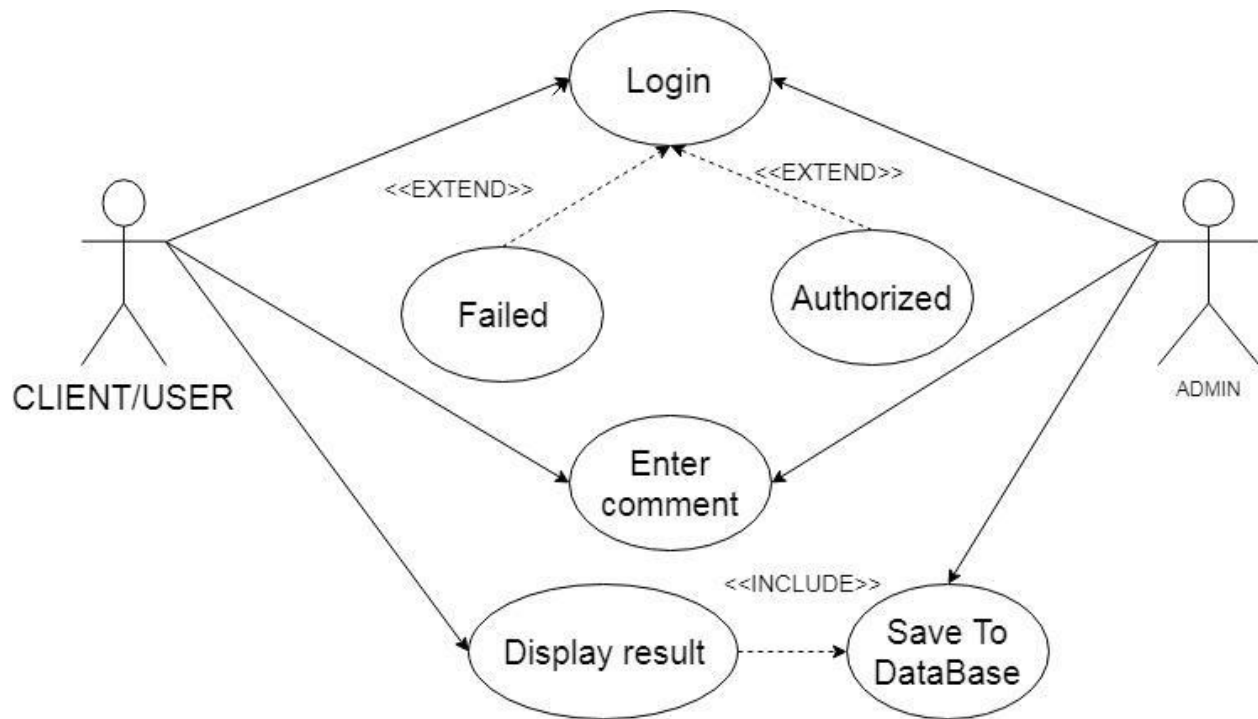 Login
<<EXTEND>>
<<EXTEND>>
Failed
Authorized
CLIENT/USER
ADMIN
Enter
comment
<<INCLUDE>>
Display result
Save To
DataBase